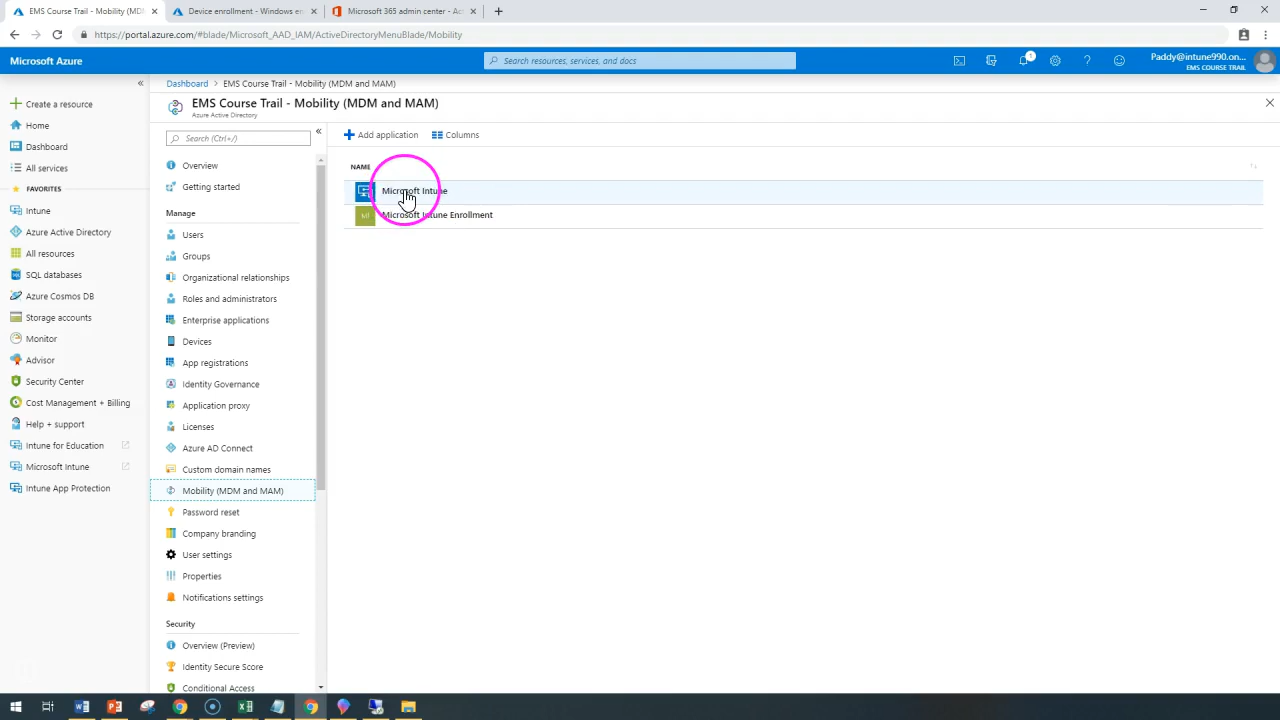 EMS Course Trail - Mobility (MD
Device enrollment - Windows en
Microsoft 365 admin center - Ac
https://portal.azure.com/#blade/Microsoft_AAD_IAM/ActiveDirectoryMenuBlade/Mobility
Microsoft Azure
Search resources, services, and docs
1
Paddy@intune990.on...
EMS COURSE TRAIL
Dashboard > EMS Course Trail - Mobility (MDM and MAM)
EMS Course Trail - Mobility (MDM and MAM)
Azure Active Directory
Create a resource
Home
Dashboard
All services
FAVORITES
Intune
Azure Active Directory
All resources
SQL databases
Azure Cosmos DB
Storage accounts
Monitor
Advisor
Security Center
Cost Management + Billing
Help + support
Intune for Education
Microsoft Intune
Intune App Protection
Search (Ctrl+/)
Overview
Getting started
Manage
Users
Groups
Organizational relationships
Roles and administrators
Enterprise applications
Devices
App registrations
Identity Governance
Application proxy
Licenses
Azure AD Connect
Custom domain names
Mobility (MDM and MAM)
Password reset
Company branding
User settings
Properties
Notifications settings
Security
Overview (Preview)
Identity Secure Score
Conditional Access
Add application
Columns
NAME
Microsoft Intune
MI
Microsoft Intune Enrollment